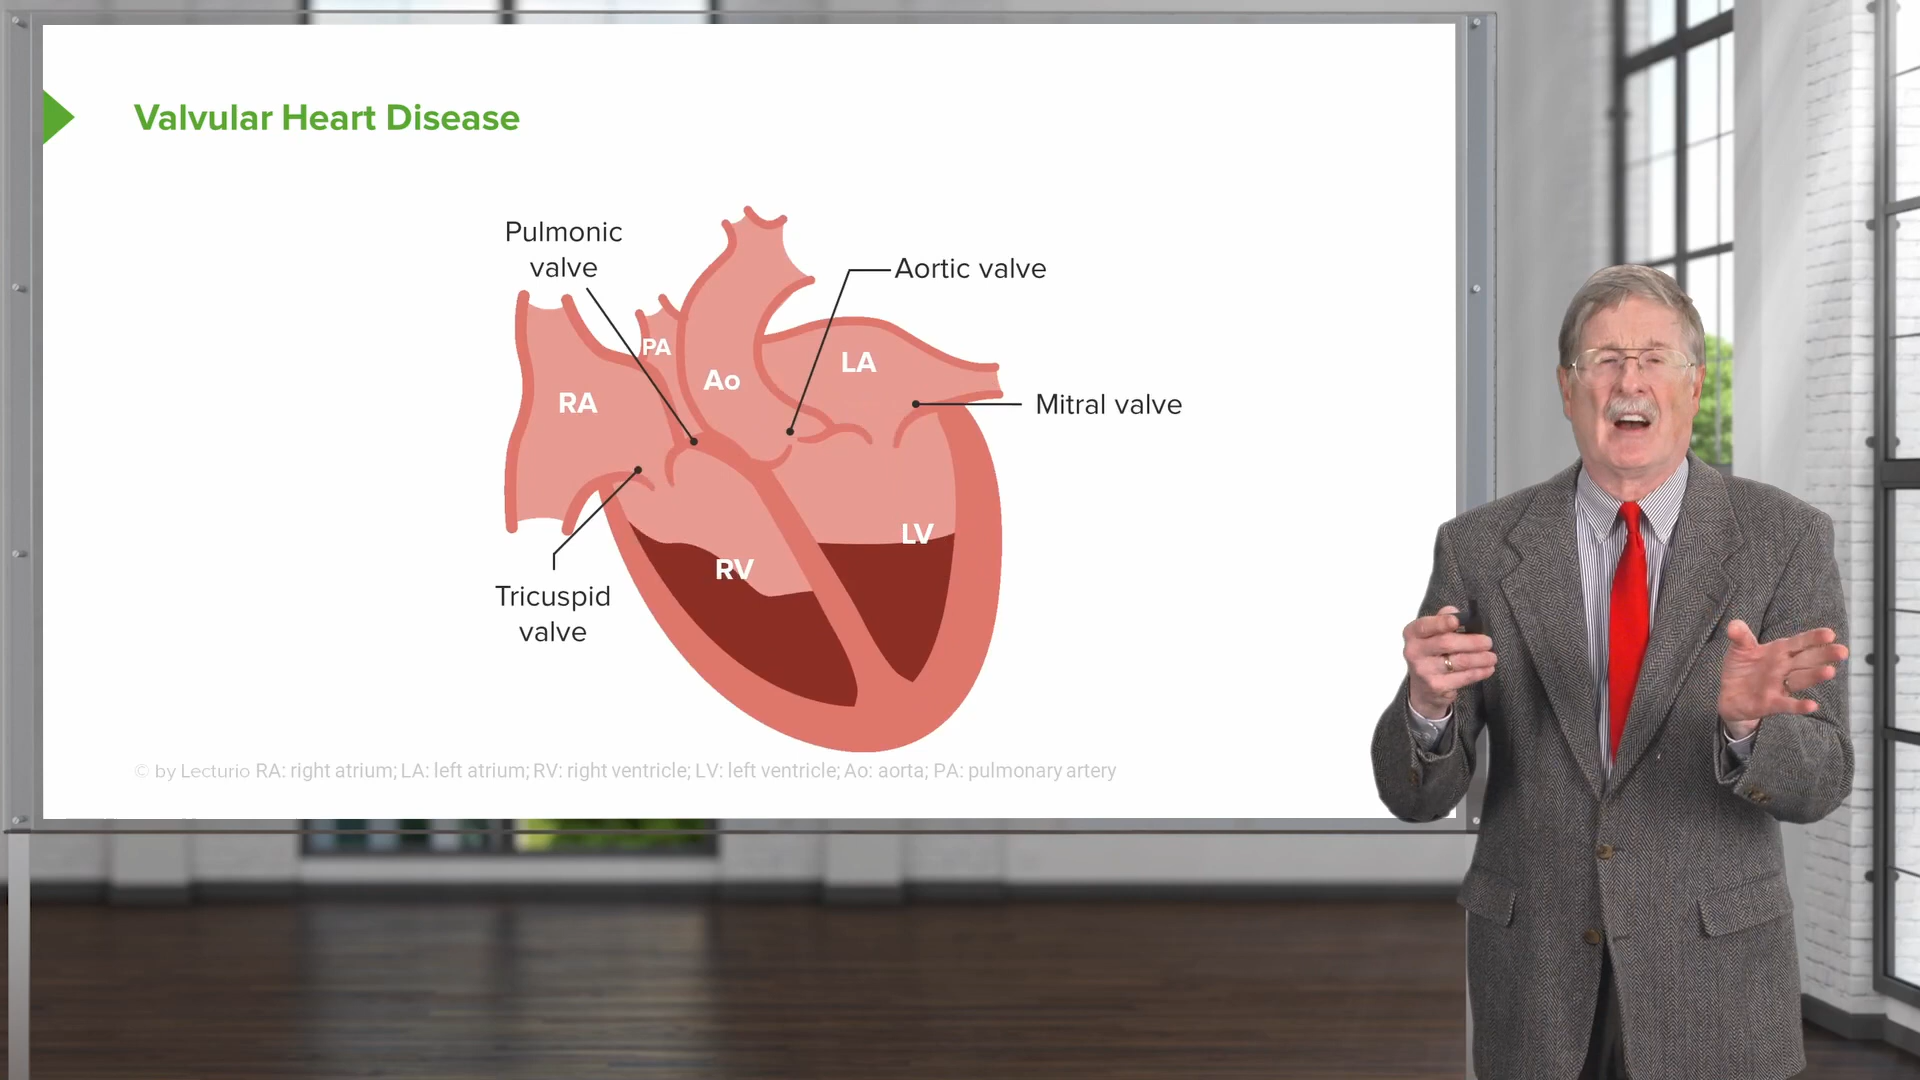 Valvular Heart Disease
Pulmonic
valve
Aortic valve
PA
LA
Ao
RA
Mitral valve
LV
RV
Tricuspid
valve
© by Lecturio RA: right atrium; LA: left atrium; RV: right ventricle; LV: left ventricle; Ao: aorta; PA: pulmonary artery